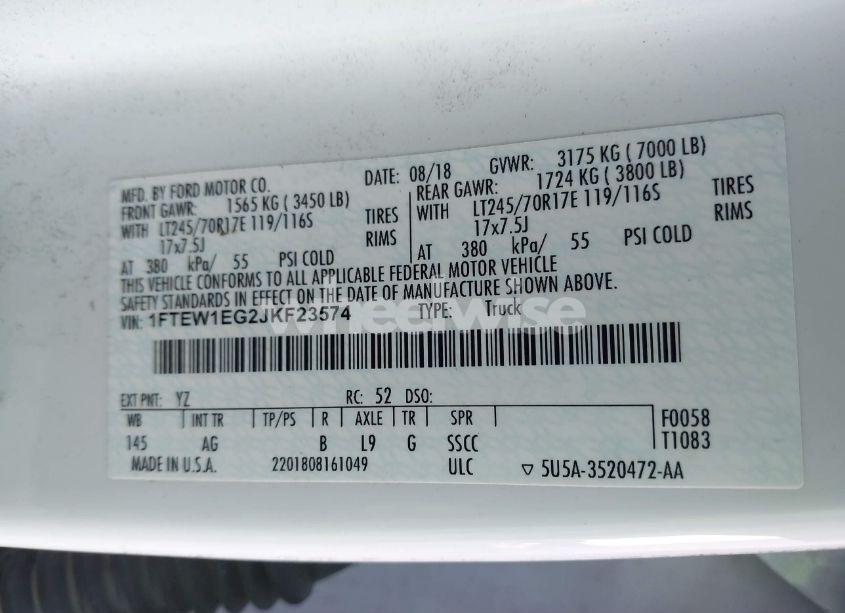 MFD. BY FORD MOTOR CO. DATE: 08/18 GVWR: 3175 KG ( 7000 LB)
FRONT GAWR: 1565 KG ( 3450 LB) REAR GAWR: 1724 KG ( 3800 LB)
WITH LT245/70R17E 119/116S TIRES WITH LT245/70R17E 119/116S TIRES
17x7.5J RIMS 17x7.5J RIMS
AT 380 kPa/ 55 PSI COLD AT 380 kPa/ 55 PSI COLD
THIS VEHICLE CONFORMS TO ALL APPLICABLE FEDERAL MOTOR VEHICLE
SAFETY STANDARDS IN EFFECT ON THE DATE OF MANUFACTURE SHOWN ABOVE.
VIN: 1FTEW1EG2JKF23574 TYPE: Truck
wheelwise
EXT PNT: YZ RC: 52 DSO:
WB INT TR TP/PS R AXLE TR SPR F0058
145 AG B L9 G SSCC T1083
MADE IN U.S.A. 2201808161049 ULC ▽ 5U5A-3520472-AA